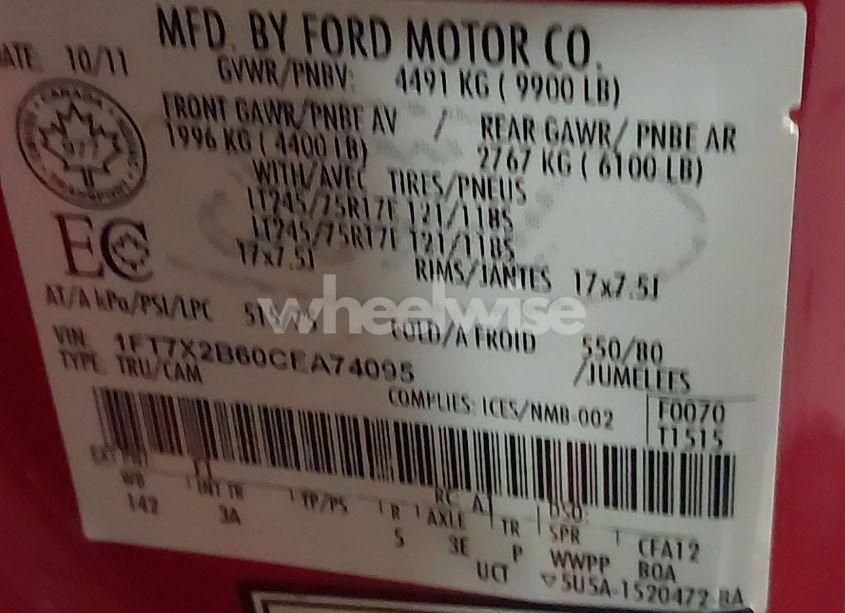 MFD. BY FORD MOTOR CO.
DATE: 10/11
GVWR/PNBV: 4491 KG ( 9900 LB)
FRONT GAWR/PNBE AV / REAR GAWR/ PNBE AR
1996 KG ( 4400 LB) 2767 KG ( 6100 LB)
WITH/AVEC TIRES/PNEUS
LT245/75R17E 121/118S
LT245/75R17E 121/118S
17x7.5J RIMS/JANTES 17x7.5J
AT/A kPa/PSI/LPC COLD/A FROID 550/80
wheelwise
VIN 1FT7X2B60CEA74095
TYPE TRU/CAM /JUMELEES
COMPLIES: ICES/NMB-002
F0070
T1515
WB INT TR TP/PS R AXLE TR SPR CFA12
142 3A 5 3E P WWPP B0A
UCT ▽5U5A-1520472-BA
CANADA
EC